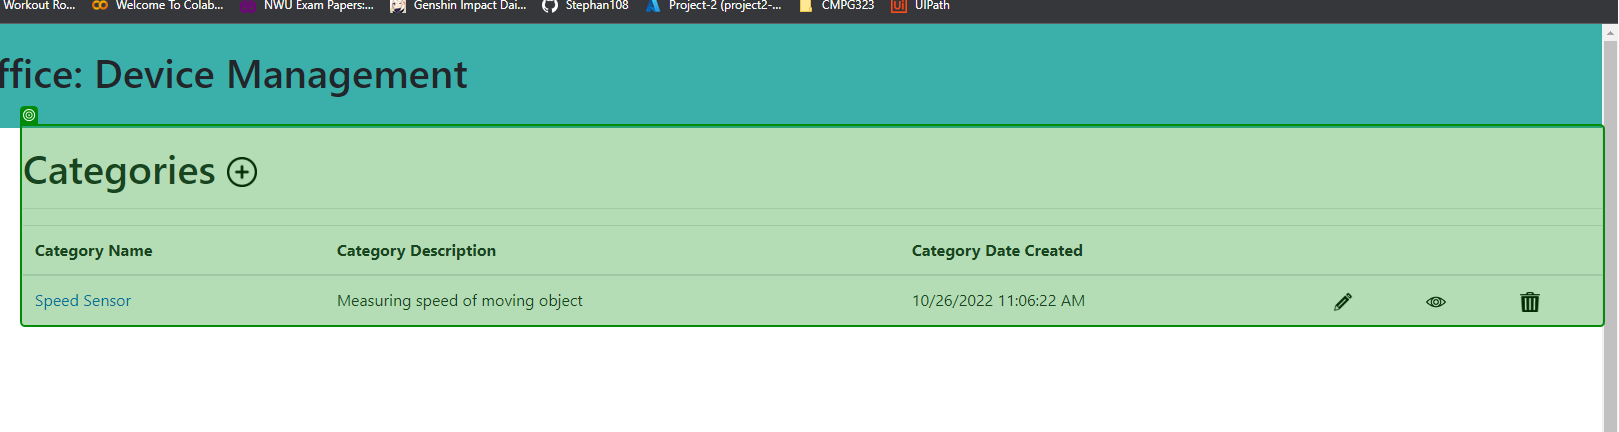 Workout Ro... Welcome To Colab... NWU Exam Papers:... Genshin Impact Dai... Stephan108 Project-2 (project2-... CMPG323 Ui UIPath
ffice: Device Management
Categories
Category Name Category Description Category Date Created
Speed Sensor Measuring speed of moving object 10/26/2022 11:06:22 AM